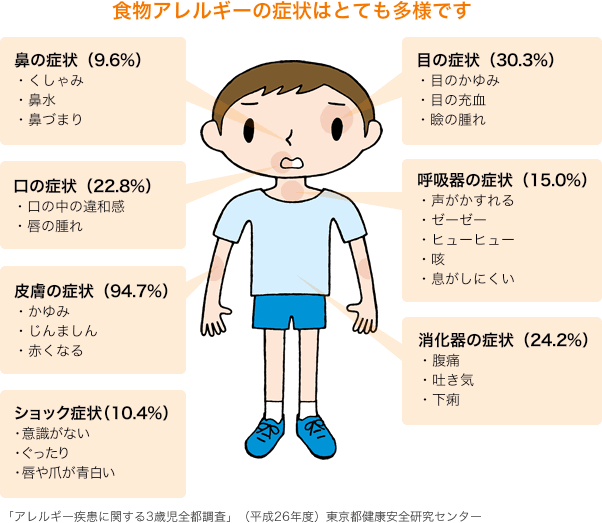 食物アレルギーの症状はとても多様です
鼻の症状（9.6%）
・くしゃみ
・鼻水
・鼻づまり
口の症状（22.8%）
・口の中の違和感
・唇の腫れ
皮膚の症状（94.7%）
・かゆみ
・じんましん
・赤くなる
ショック症状（10.4%）
・意識がない
・ぐったり
・唇や爪が青白い
目の症状（30.3%）
・目のかゆみ
・目の充血
・瞼の腫れ
呼吸器の症状（15.0%）
・声がかすれる
・ゼーゼー
・ヒューヒュー
・咳
・息がしにくい
消化器の症状（24.2%）
・腹痛
・吐き気
・下痢
「アレルギー疾患に関する3歳児全都調査」（平成26年度）東京都健康安全研究センター